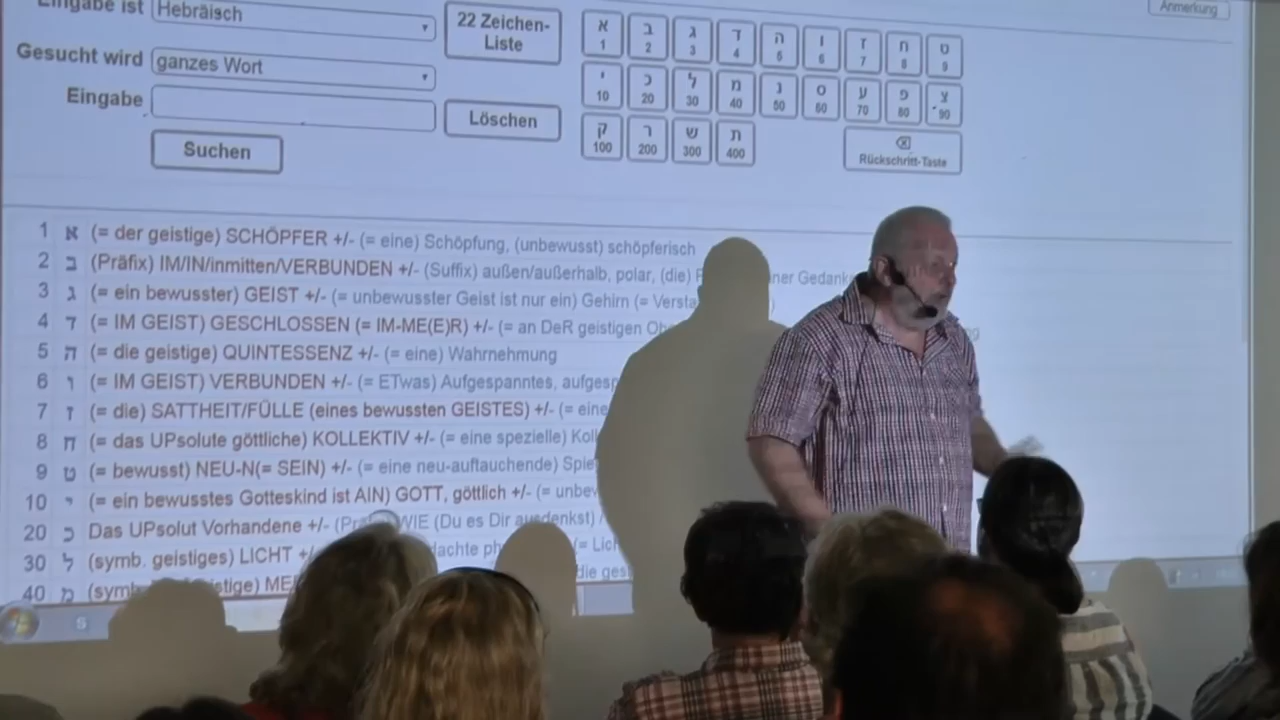 Eingabe ist Hebräisch
22 Zeichen-Liste
Anmerkung
Gesucht wird ganzes Wort
Eingabe
Löschen
Suchen
א ב ג ד ה ו ז ח ט
1 2 3 4 5 6 7 8 9
י כ ל מ נ ס ע פ צ
10 20 30 40 50 60 70 80 90
ק ר ש ת
100 200 300 400
Rückschritt-Taste
1 א (= der geistige) SCHÖPFER +/- (= eine) Schöpfung, (unbewusst) schöpferisch
2 ב (Präfix) IM/IN/inmitten/VERBUNDEN +/- (Suffix) außen/außerhalb, polar, (die)
3 ג (= ein bewusster) GEIST +/- (= unbewusster Geist ist nur ein) Gehirn (=
4 ד (= IM GEIST) GESCHLOSSEN (= IM-ME(E)R) +/- (= an DeR geistigen
5 ה (= die geistige) QUINTESSENZ +/- (= eine) Wahrnehmung
6 ו (= IM GEIST) VERBUNDEN +/- (= ETwas) Aufgespanntes,
7 ז (= die) SATTHEIT/FÜLLE (eines bewussten GEISTES) +/- (= eine
8 ח (= das UPsolute göttliche) KOLLEKTIV +/- (= eine spezielle)
9 ט (= bewusst) NEU-N(= SEIN) +/- (= eine neu-auftauchende)
10 י (= ein bewusstes Gotteskind ist AIN) GOTT, göttlich +/- (=
20 כ Das UPsolut Vorhandene +/- WIE (Du es Dir ausdenkst)
30 ל (symb. geistiges) LICHT
40 מ